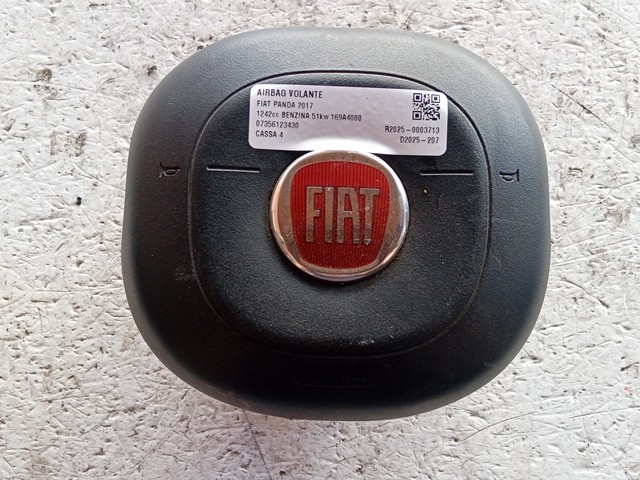 AIRBAG VOLANTE
FIAT PANDA 2017
1242cc BENZINA 51kw 169A4000
07356123430
CASSA 4
R2025-0003713
D2025-207
FIAT